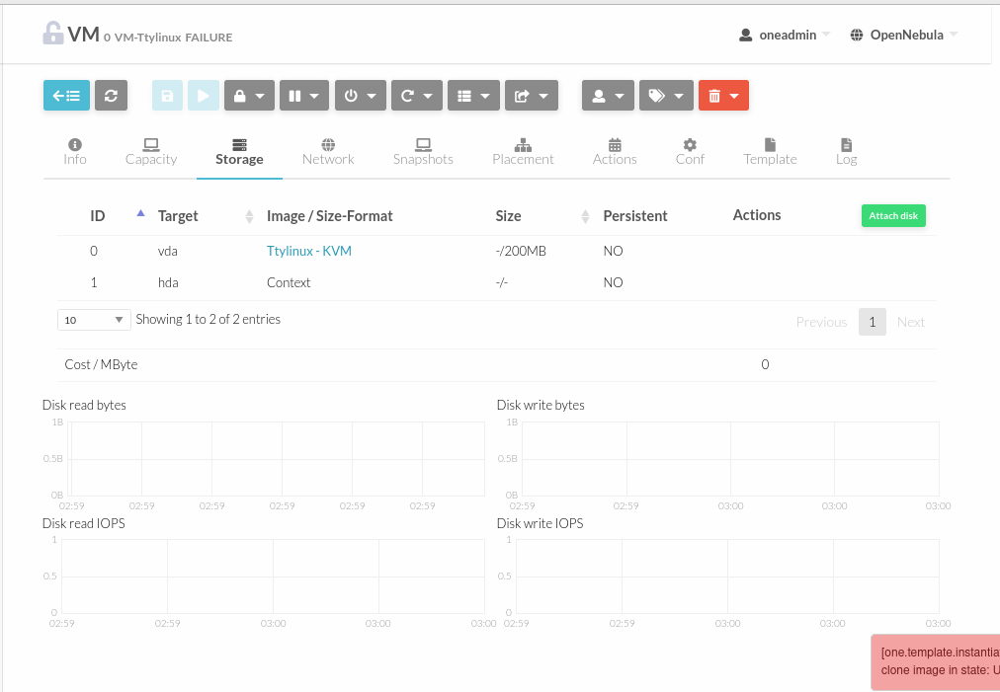 VM 0 VM-Ttylinux FAILURE
oneadmin OpenNebula
Info Capacity Storage Network Snapshots Placement Actions Conf Template Log
ID Target Image / Size-Format Size Persistent Actions Attach disk
0 vda Ttylinux - KVM -/200MB NO
1 hda Context -/- NO
10 Showing 1 to 2 of 2 entries Previous 1 Next
Cost / MByte 0
Disk read bytes
1B
0.5B
0B
02:59 02:59 02:59 02:59 02:59 02:59
Disk write bytes
1B
0.5B
0B
02:59 02:59 03:00 03:00 03:00
Disk read IOPS
1
0.5
0
02:59 02:59 03:00 03:00 03:00
Disk write IOPS
1
0.5
0
02:59 02:59 03:00 03:00 03:00
[one.template.instantia
clone image in state: U